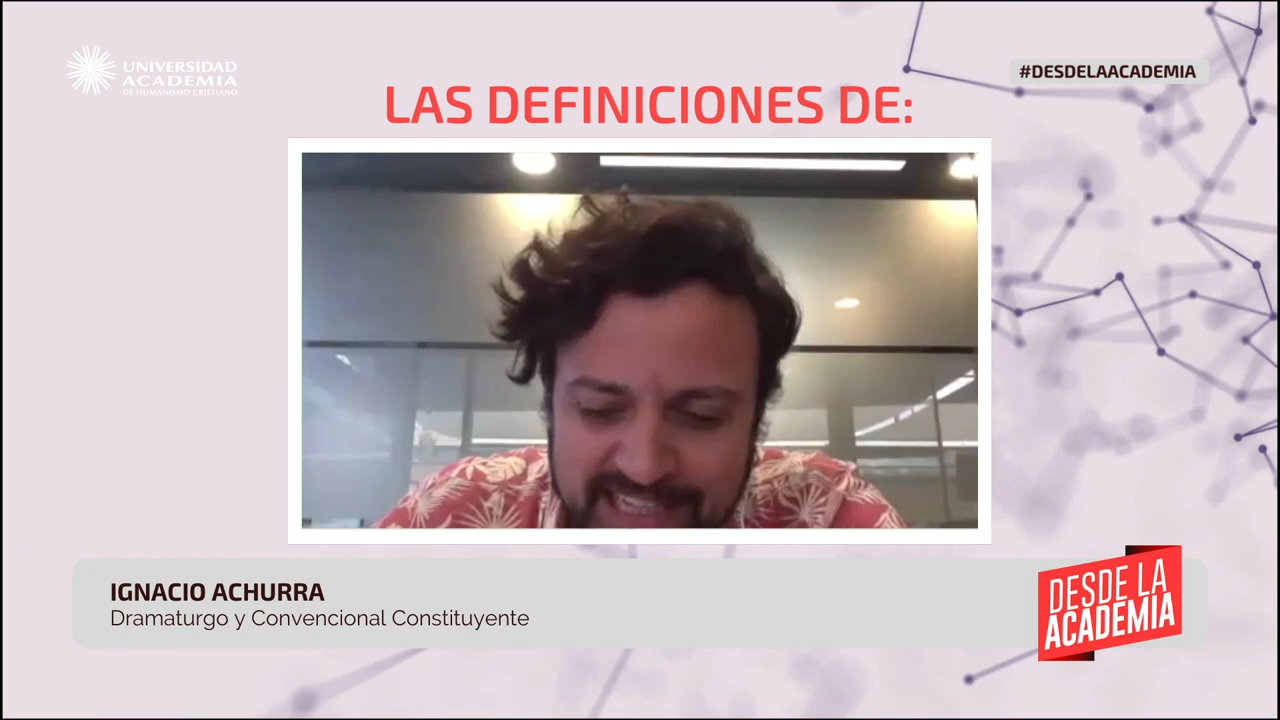 UNIVERSIDAD
ACADEMIA
DE HUMANISMO CRISTIANO
#DESDELAACADEMIA
LAS DEFINICIONES DE:
IGNACIO ACHURRA
Dramaturgo y Convencional Constituyente
DESDE LA
ACADEMIA